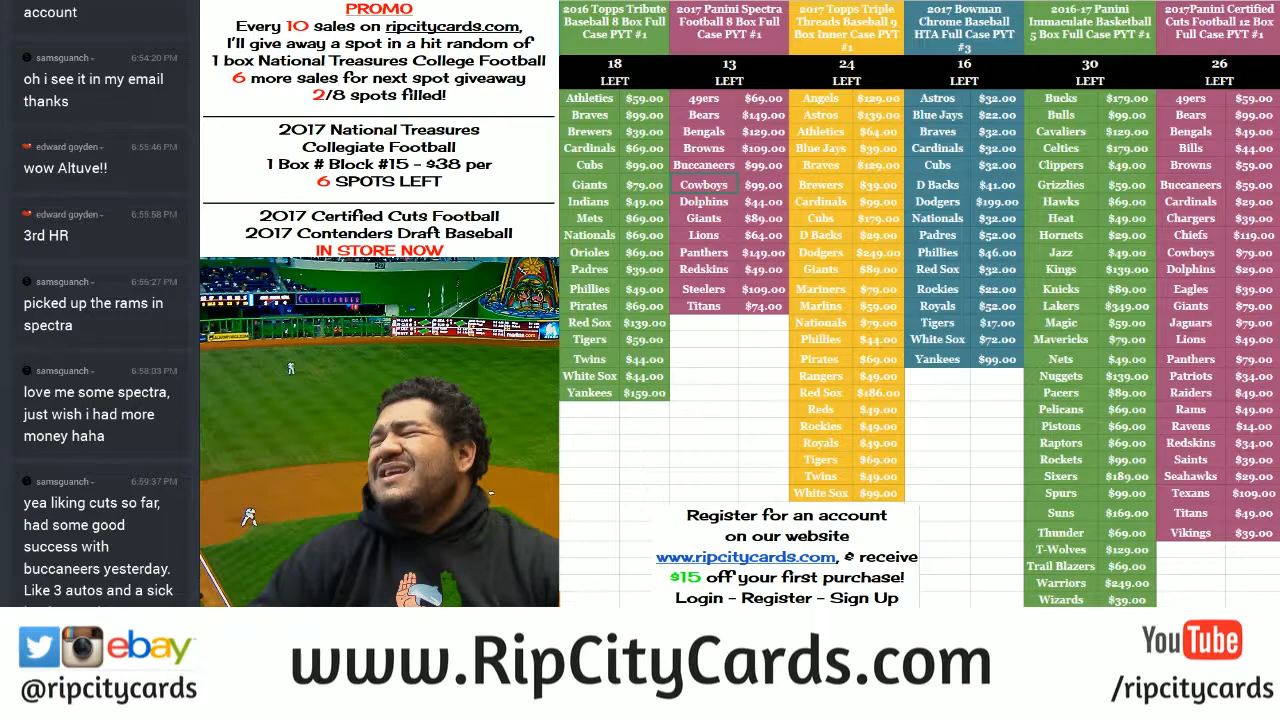 account
samsguanch 6:54:20 PM
oh i see it in my email
thanks
edward goyden 6:55:46 PM
wow Altuve!!
edward goyden 6:55:58 PM
3rd HR
samsguanch 6:56:27 PM
picked up the rams in
spectra
samsguanch 6:58:03 PM
love me some spectra,
just wish i had more
money haha
samsguanch 6:59:37 PM
yea liking cuts so far,
had some good
success with
buccaneers yesterday.
Like 3 autos and a sick
PROMO
Every 10 sales on ripcitycards.com,
I'll give away a spot in a hit random of
1 box National Treasures College Football
6 more sales for next spot giveaway
2/8 spots filled!
2017 National Treasures
Collegiate Football
1 Box # Block #15 - $38 per
6 SPOTS LEFT
2017 Certified Cuts Football
2017 Contenders Draft Baseball
IN STORE NOW
2016 Topps Tribute
Baseball 8 Box Full
Case PYT #1
18
LEFT
Athletics $59.00
Braves $99.00
Brewers $39.00
Cardinals $69.00
Cubs $99.00
Giants $79.00
Indians $49.00
Mets $69.00
Nationals $69.00
Orioles $69.00
Padres $39.00
Phillies $49.00
Pirates $69.00
Red Sox $139.00
Tigers $59.00
Twins $44.00
White Sox $44.00
Yankees $159.00
2017 Panini Spectra
Football 8 Box Full
Case PYT #1
13
LEFT
49ers $69.00
Bears $149.00
Bengals $129.00
Browns $109.00
Buccaneers $99.00
Cowboys $99.00
Dolphins $44.00
Giants $89.00
Lions $64.00
Panthers $149.00
Redskins $49.00
Steelers $109.00
Titans $74.00
2017 Topps Triple
Threads Baseball 9
Box Inner Case PYT
#1
24
LEFT
Angels $129.00
Astros $139.00
Athletics $64.00
Blue Jays $39.00
Braves $129.00
Brewers $39.00
Cardinals $99.00
Cubs $179.00
D Backs $29.00
Dodgers $249.00
Giants $89.00
Mariners $79.00
Marlins $59.00
Nationals $79.00
Phillies $44.00
Pirates $69.00
Rangers $49.00
Red Sox $186.00
Reds $49.00
Rockies $49.00
Royals $49.00
Tigers $69.00
Twins $49.00
White Sox $99.00
2017 Bowman
Chrome Baseball
HTA Full Case PYT
#3
16
LEFT
Astros $32.00
Blue Jays $22.00
Braves $32.00
Cardinals $32.00
Cubs $32.00
D Backs $41.00
Dodgers $199.00
Nationals $32.00
Padres $52.00
Phillies $46.00
Red Sox $32.00
Rockies $22.00
Royals $52.00
Tigers $17.00
White Sox $72.00
Yankees $99.00
2016-17 Panini
Immaculate Basketball
5 Box Full Case PYT #1
30
LEFT
Bucks $179.00
Bulls $99.00
Cavaliers $129.00
Celtics $179.00
Clippers $49.00
Grizzlies $59.00
Hawks $69.00
Heat $49.00
Hornets $29.00
Jazz $49.00
Kings $139.00
Knicks $89.00
Lakers $349.00
Magic $59.00
Mavericks $79.00
Nets $49.00
Nuggets $139.00
Pacers $89.00
Pelicans $69.00
Pistons $69.00
Raptors $69.00
Rockets $99.00
Sixers $189.00
Spurs $99.00
Suns $169.00
Thunder $69.00
T-Wolves $129.00
Trail Blazers $69.00
Warriors $249.00
Wizards $39.00
2017Panini Certified
Cuts Football 12 Box
Full Case PYT #1
26
LEFT
49ers $59.00
Bears $99.00
Bengals $49.00
Bills $44.00
Browns $59.00
Buccaneers $59.00
Cardinals $29.00
Chargers $39.00
Chiefs $119.00
Cowboys $79.00
Dolphins $29.00
Eagles $39.00
Giants $79.00
Jaguars $79.00
Lions $49.00
Panthers $79.00
Patriots $34.00
Raiders $49.00
Rams $49.00
Ravens $14.00
Redskins $34.00
Saints $39.00
Seahawks $29.00
Texans $109.00
Titans $49.00
Vikings $39.00
Register for an account
on our website
www.ripcitycards.com, & receive
$15 off your first purchase!
Login - Register - Sign Up
ebay
@ripcitycards
www.RipCityCards.com
YouTube
/ripcitycards